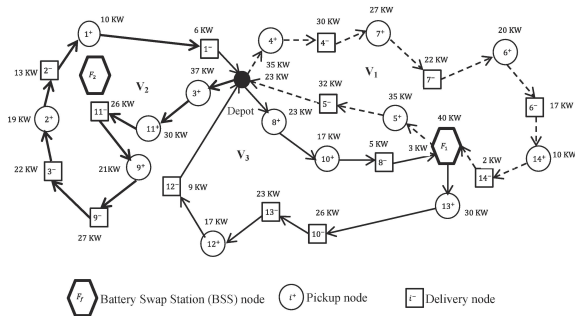 10 KW
1⁺
6 KW
1⁻
30 KW
4⁺
4⁻
27 KW
7⁺
20 KW
6⁺
13 KW
2⁻
F₂
V₂
37 KW
3⁺
35 KW
23 KW
V₁
22 KW
7⁻
32 KW
5⁻
35 KW
5⁺
6⁻
17 KW
19 KW
2⁺
11⁻
26 KW
11⁺
30 KW
Depot
23 KW
8⁺
40 KW
14⁺
10 KW
22 KW
3⁻
21KW
9⁺
V₃
17 KW
10⁺
5 KW
8⁻
3 KW
2 KW
14⁻
9⁻
27 KW
12⁻
9 KW
23 KW
13⁻
26 KW
10⁻
13⁺
30 KW
17 KW
12⁺
Battery Swap Station (BSS) node
i⁺
Pickup node
i⁻
Delivery node